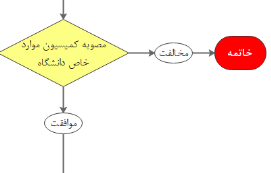 مصوبه کمیسیون موارد
خاص دانشگاه
مخالفت
خاتمه
موافقت